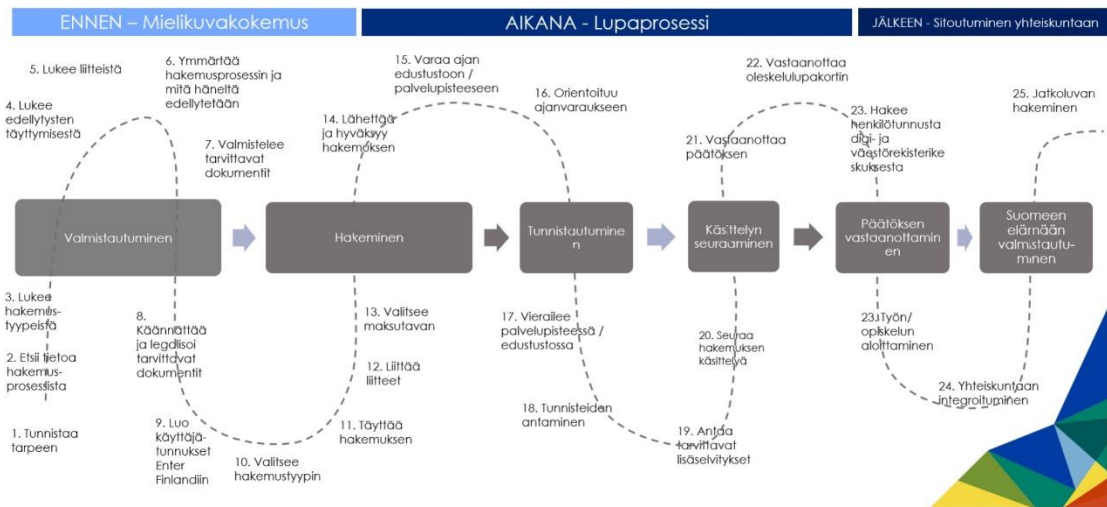 ENNEN – Mielikuvakokemus
AIKANA - Lupaprosessi
JÄLKEEN - Sitoutuminen yhteiskuntaan
5. Lukee liitteistä
6. Ymmärtää
hakemusprosessin ja
mitä häneltä
edellytetään
4. Lukee
edellytysten
täyttymisestä
7. Valmistelee
tarvittavat
dokumentit
15. Varaa ajan
edustustoon /
palvelupisteeseen
14. Lähettää
ja hyväksyy
hakemuksen
16. Orientoituu
ajanvaraukseen
22. Vastaanottaa
oleskelulupakortin
21. Vastaanottaa
päätöksen
23. Hakee
henkilötunnusta
digi- ja
väestörekisterike
skuksesta
25. Jatkoluvan
hakeminen
Valmistautuminen
Hakeminen
Tunnistautumine
n
Käsittelyn
seuraaminen
Päätöksen
vastaanottamin
en
Suomeen
elämään
valmistautu-
minen
3. Lukee
hakemus-
tyypeistä
2. Etsii tietoa
hakemus-
prosessista
1. Tunnistaa
tarpeen
8.
Käännättää
ja legalisoi
tarvittavat
dokumentit
9. Luo
käyttäjä-
tunnukset
Enter
Finlandiin
10. Valitsee
hakemustyypin
13. Valitsee
maksutavan
12. Liittää
liitteet
11. Täyttää
hakemuksen
17. Vierailee
palvelupisteessä /
edustustossa
18. Tunnisteiden
antaminen
20. Seuraa
hakemuksen
käsittelyä
19. Antaa
tarvittavat
lisäselvitykset
23. Työn/
opiskelun
aloittaminen
24. Yhteiskuntaan
integroituminen